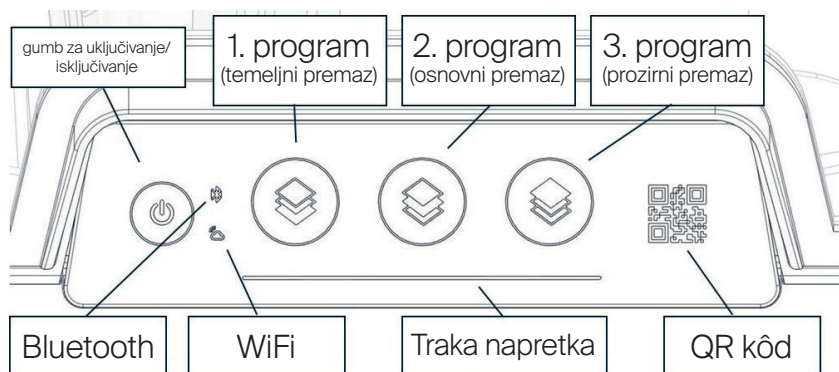 gumb za uključivanje/
isključivanje
1. program
(temeljni premaz)
2. program
(osnovni premaz)
3. program
(prozirni premaz)
Bluetooth
WiFi
Traka napretka
QR kôd